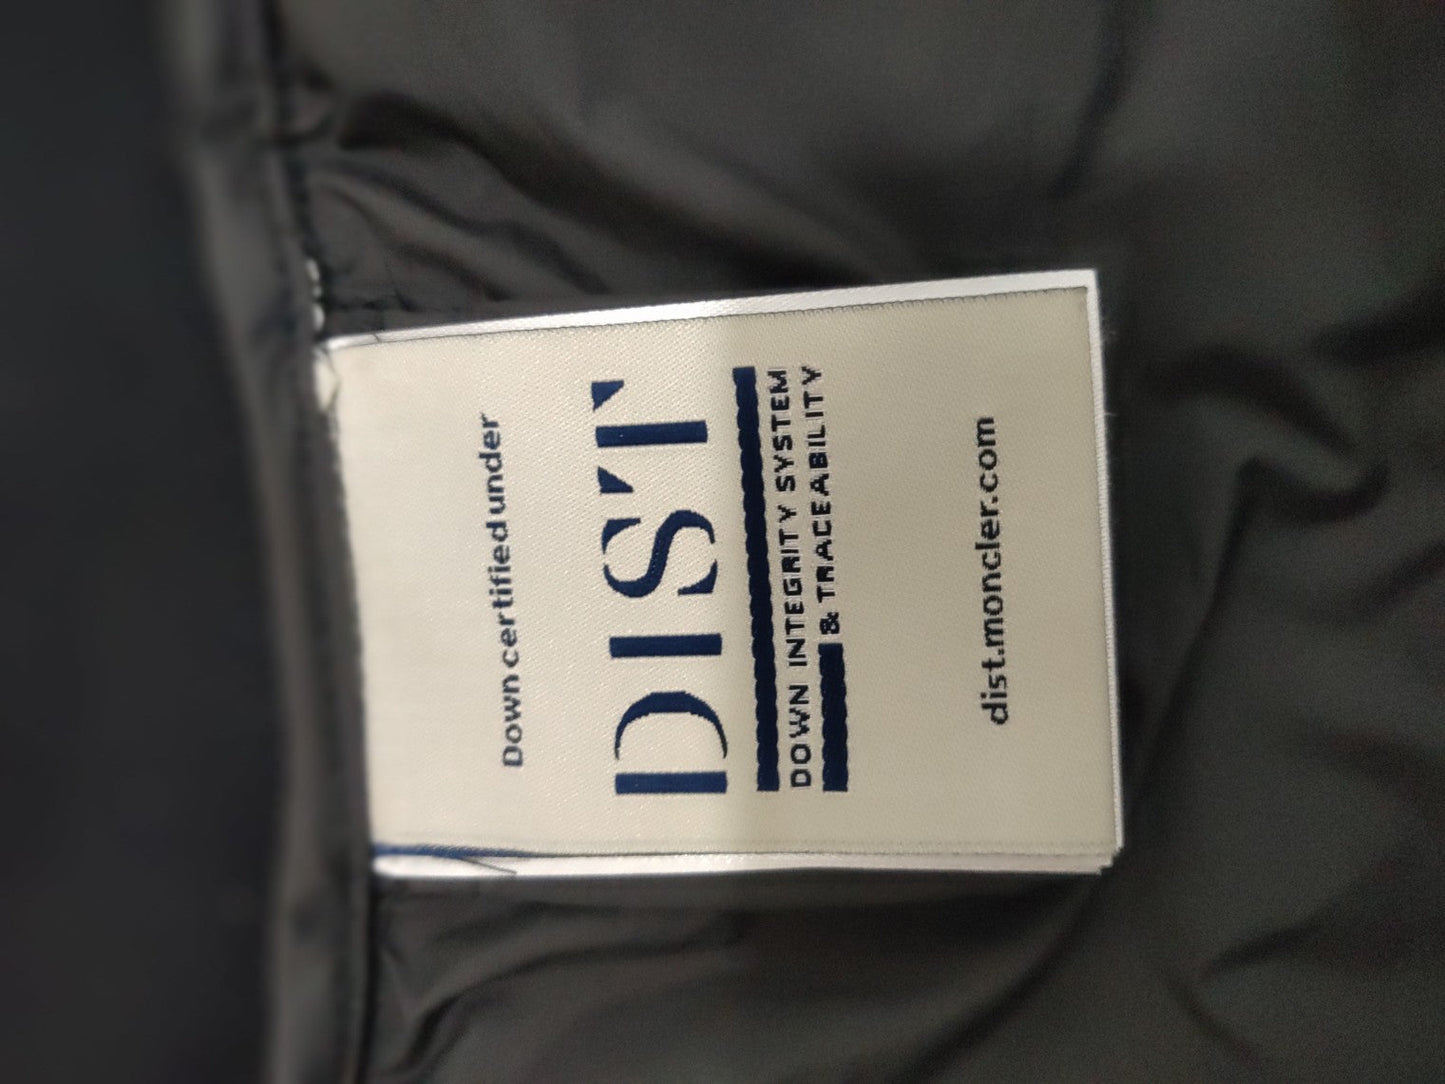 Down certified under
DIST
DOWN INTEGRITY SYSTEM
& TRACEABILITY
dist.moncler.com